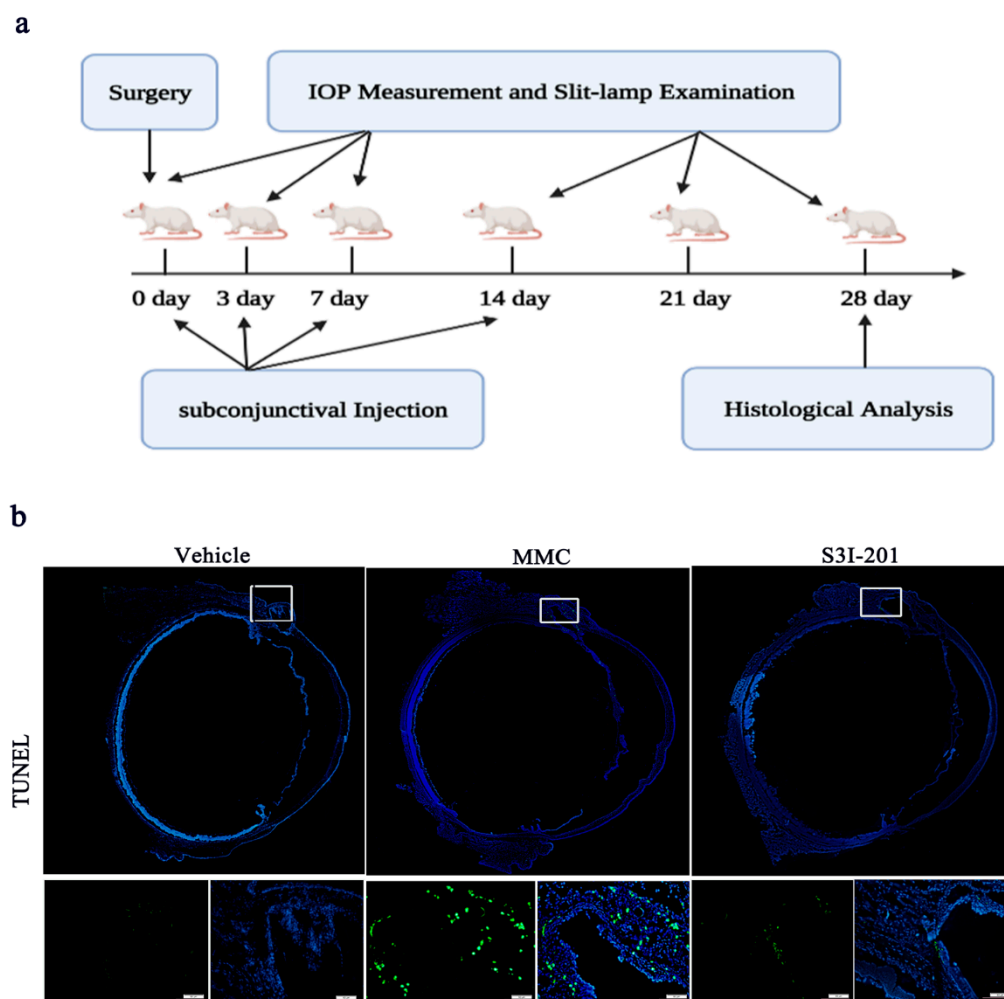 a
Surgery
IOP Measurement and Slit-lamp Examination
0 day
3 day
7 day
14 day
21 day
28 day
subconjunctival Injection
Histological Analysis
b
Vehicle
MMC
S3I-201
TUNEL